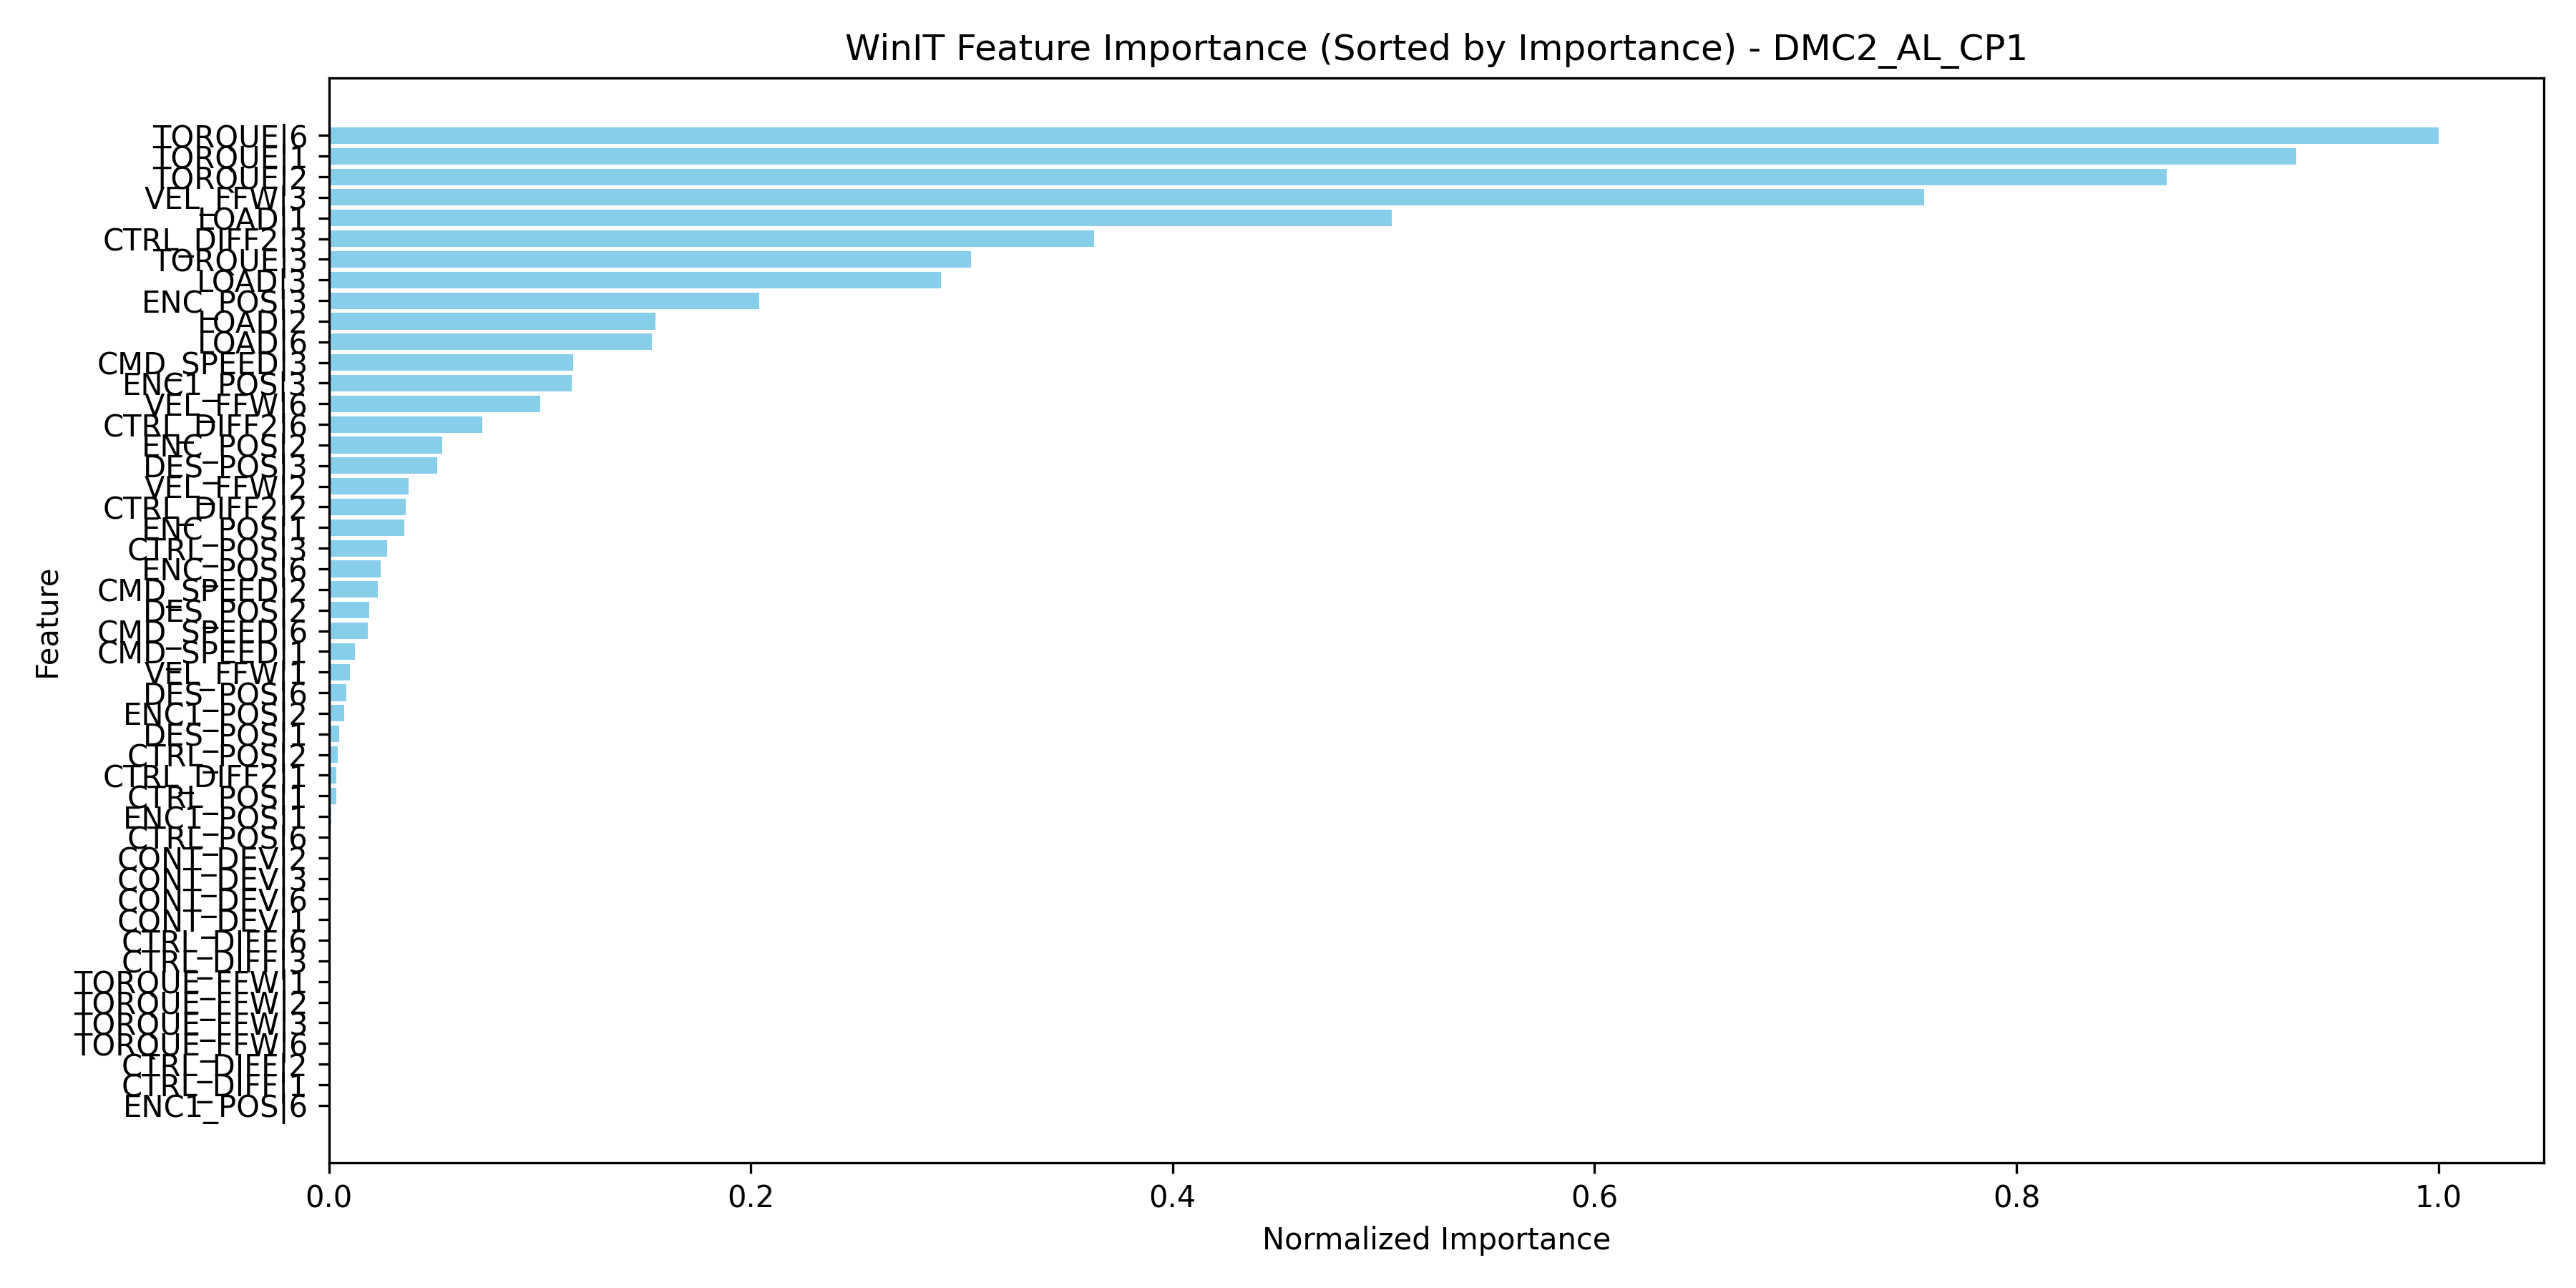 WinIT Feature Importance (Sorted by Importance) - DMC2_AL_CP1
TORQUE|6
TORQUE|1
TORQUE|2
VEL_FFW|3
LOAD|1
CTRL_DIFF2|3
TORQUE|3
LOAD|3
ENC_POS|3
LOAD|2
LOAD|6
CMD_SPEED|3
ENC1_POS|3
VEL_FFW|6
CTRL_DIFF2|6
ENC_POS|2
DES_POS|3
VEL_FFW|2
CTRL_DIFF2|2
ENC_POS|1
CTRL_POS|3
ENC_POS|6
CMD_SPEED|2
DES_POS|2
CMD_SPEED|6
CMD_SPEED|1
VEL_FFW|1
DES_POS|6
ENC1_POS|2
DES_POS|1
CTRL_POS|2
CTRL_DIFF2|1
CTRL_POS|1
ENC1_POS|1
CTRL_POS|6
CONT_DEV|2
CONT_DEV|3
CONT_DEV|6
CONT_DEV|1
CTRL_DIFF|6
CTRL_DIFF|3
TORQUE_FFW|1
TORQUE_FFW|2
TORQUE_FFW|3
TORQUE_FFW|6
CTRL_DIFF|2
CTRL_DIFF|1
ENC1_POS|6
Feature
0.0 0.2 0.4 0.6 0.8 1.0
Normalized Importance